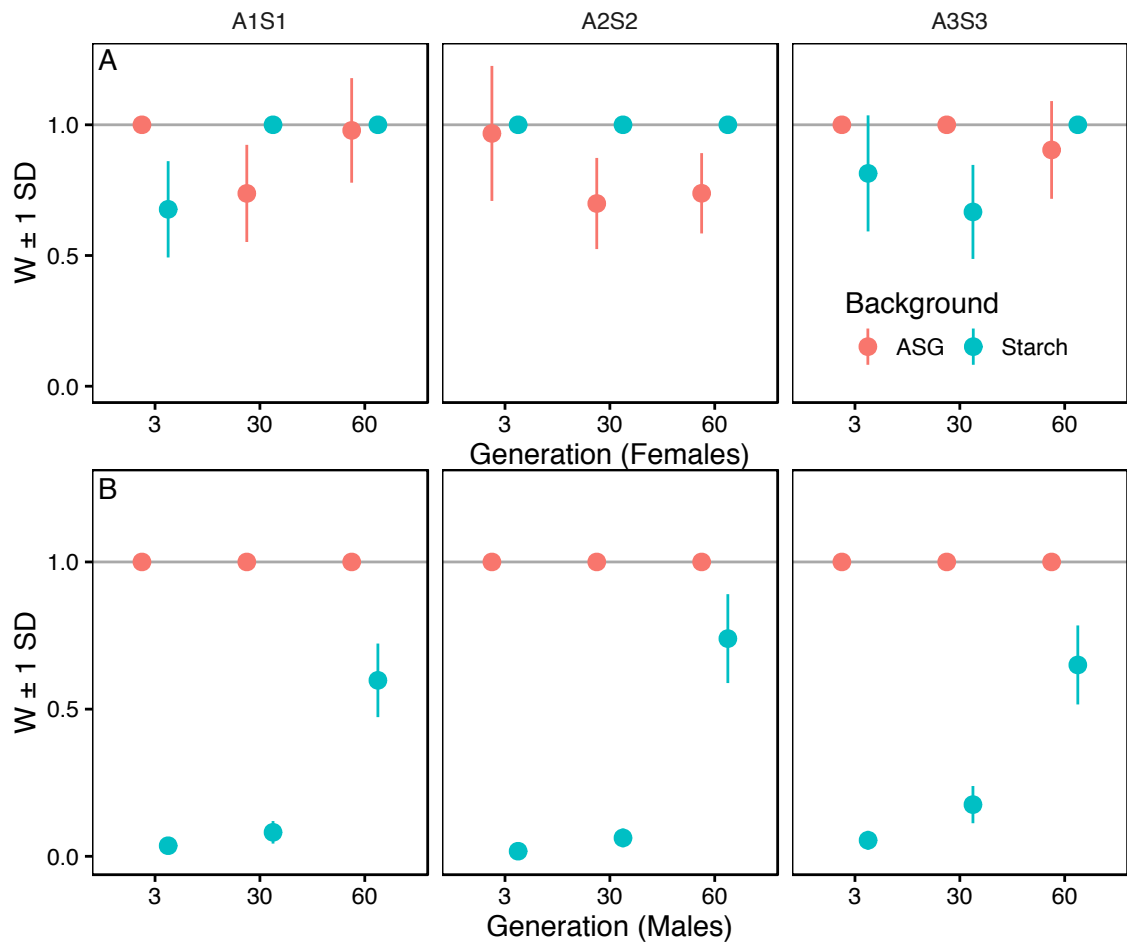 A1S1 A2S2 A3S3
A
W ± 1 SD
1.0
0.5
0.0
Background
ASG Starch
3 30 60 3 30 60 3 30 60
Generation (Females)
B
W ± 1 SD
1.0
0.5
0.0
3 30 60 3 30 60 3 30 60
Generation (Males)